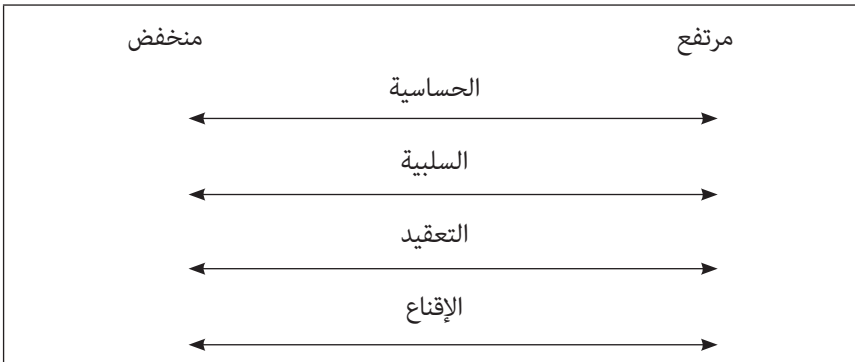 مرتفع منخفض
الحساسية
السلبية
التعقيد
الإقناع